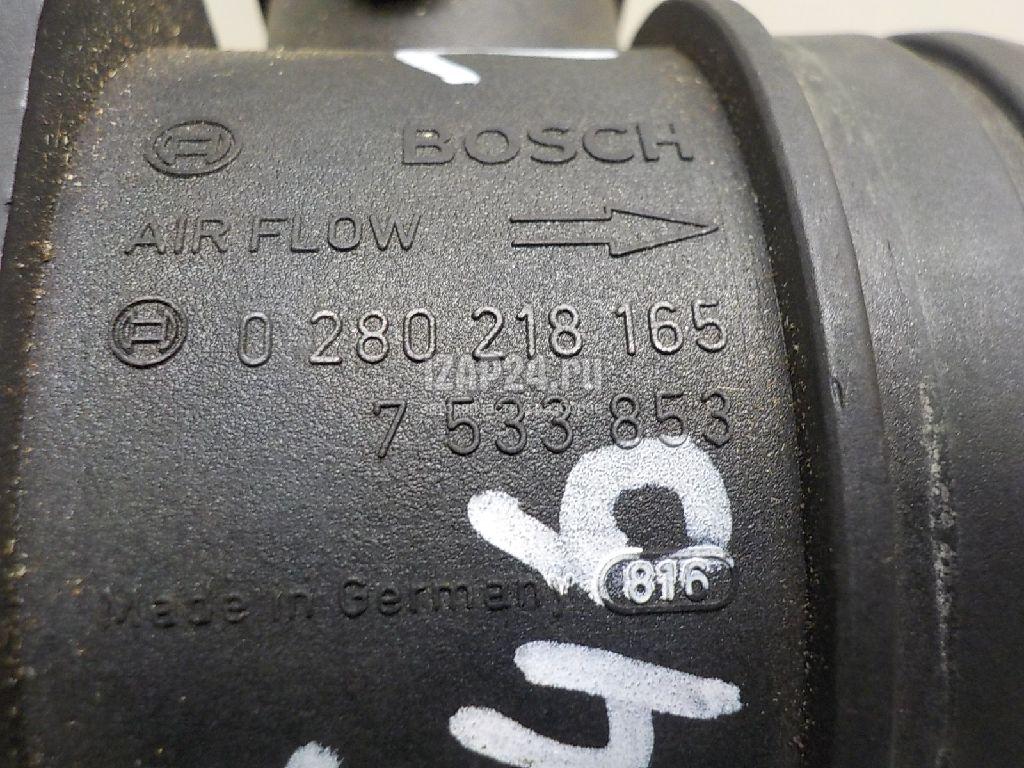 BOSCH
AIR FLOW
0 280 218 165
IZAP24.RU
7 533 853
Made in Germany 816